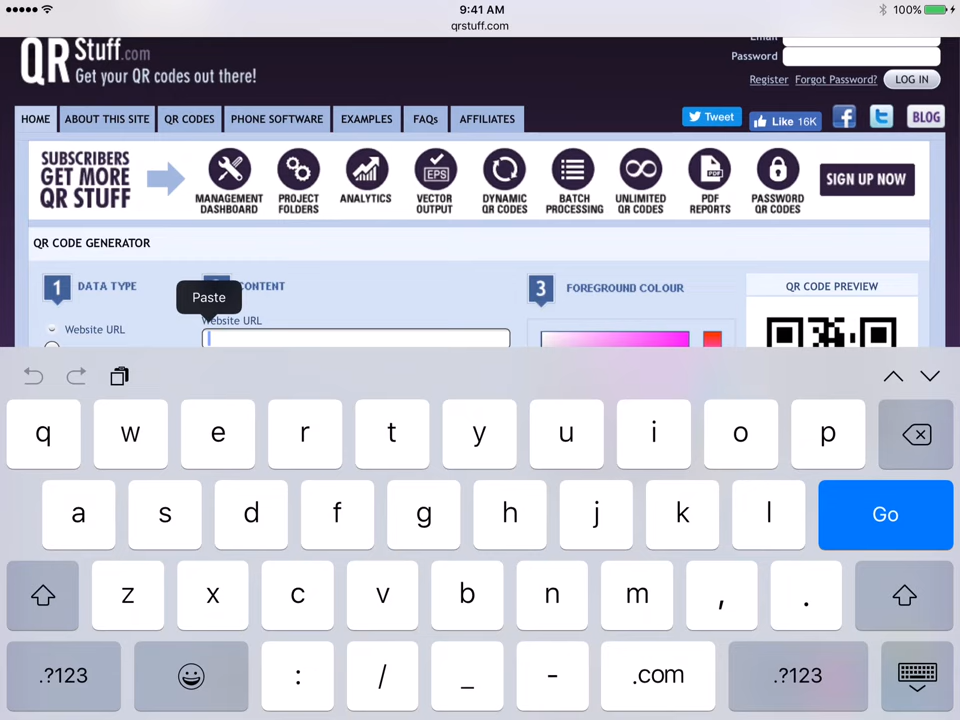 9:41 AM
100%
qrstuff.com
QR Stuff.com
Get your QR codes out there!
Password
Register Forgot Password? LOG IN
HOME ABOUT THIS SITE QR CODES PHONE SOFTWARE EXAMPLES FAQs AFFILIATES
Tweet Like 16K BLOG
SUBSCRIBERS
GET MORE
QR STUFF
MANAGEMENT
DASHBOARD
PROJECT
FOLDERS
ANALYTICS
EPS
VECTOR
OUTPUT
DYNAMIC
QR CODES
BATCH
PROCESSING
UNLIMITED
QR CODES
PDF
PDF
REPORTS
PASSWORD
QR CODES
SIGN UP NOW
QR CODE GENERATOR
1 DATA TYPE
CONTENT
3 FOREGROUND COLOUR
QR CODE PREVIEW
Paste
Website URL
Website URL
q w e r t y u i o p
a s d f g h j k l Go
z x c v b n m , .
.?123 : / _ - .com .?123